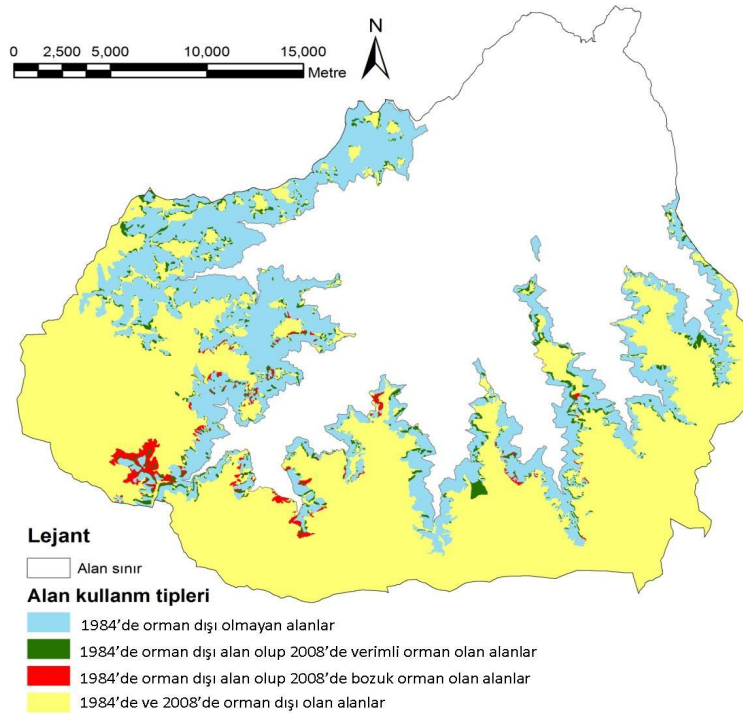 N
0 2,500 5,000 10,000 15,000
Metre
Lejant
Alan sınır
Alan kullanm tipleri
1984'de orman dışı olmayan alanlar
1984'de orman dışı alan olup 2008'de verimli orman olan alanlar
1984'de orman dışı alan olup 2008'de bozuk orman olan alanlar
1984'de ve 2008'de orman dışı olan alanlar